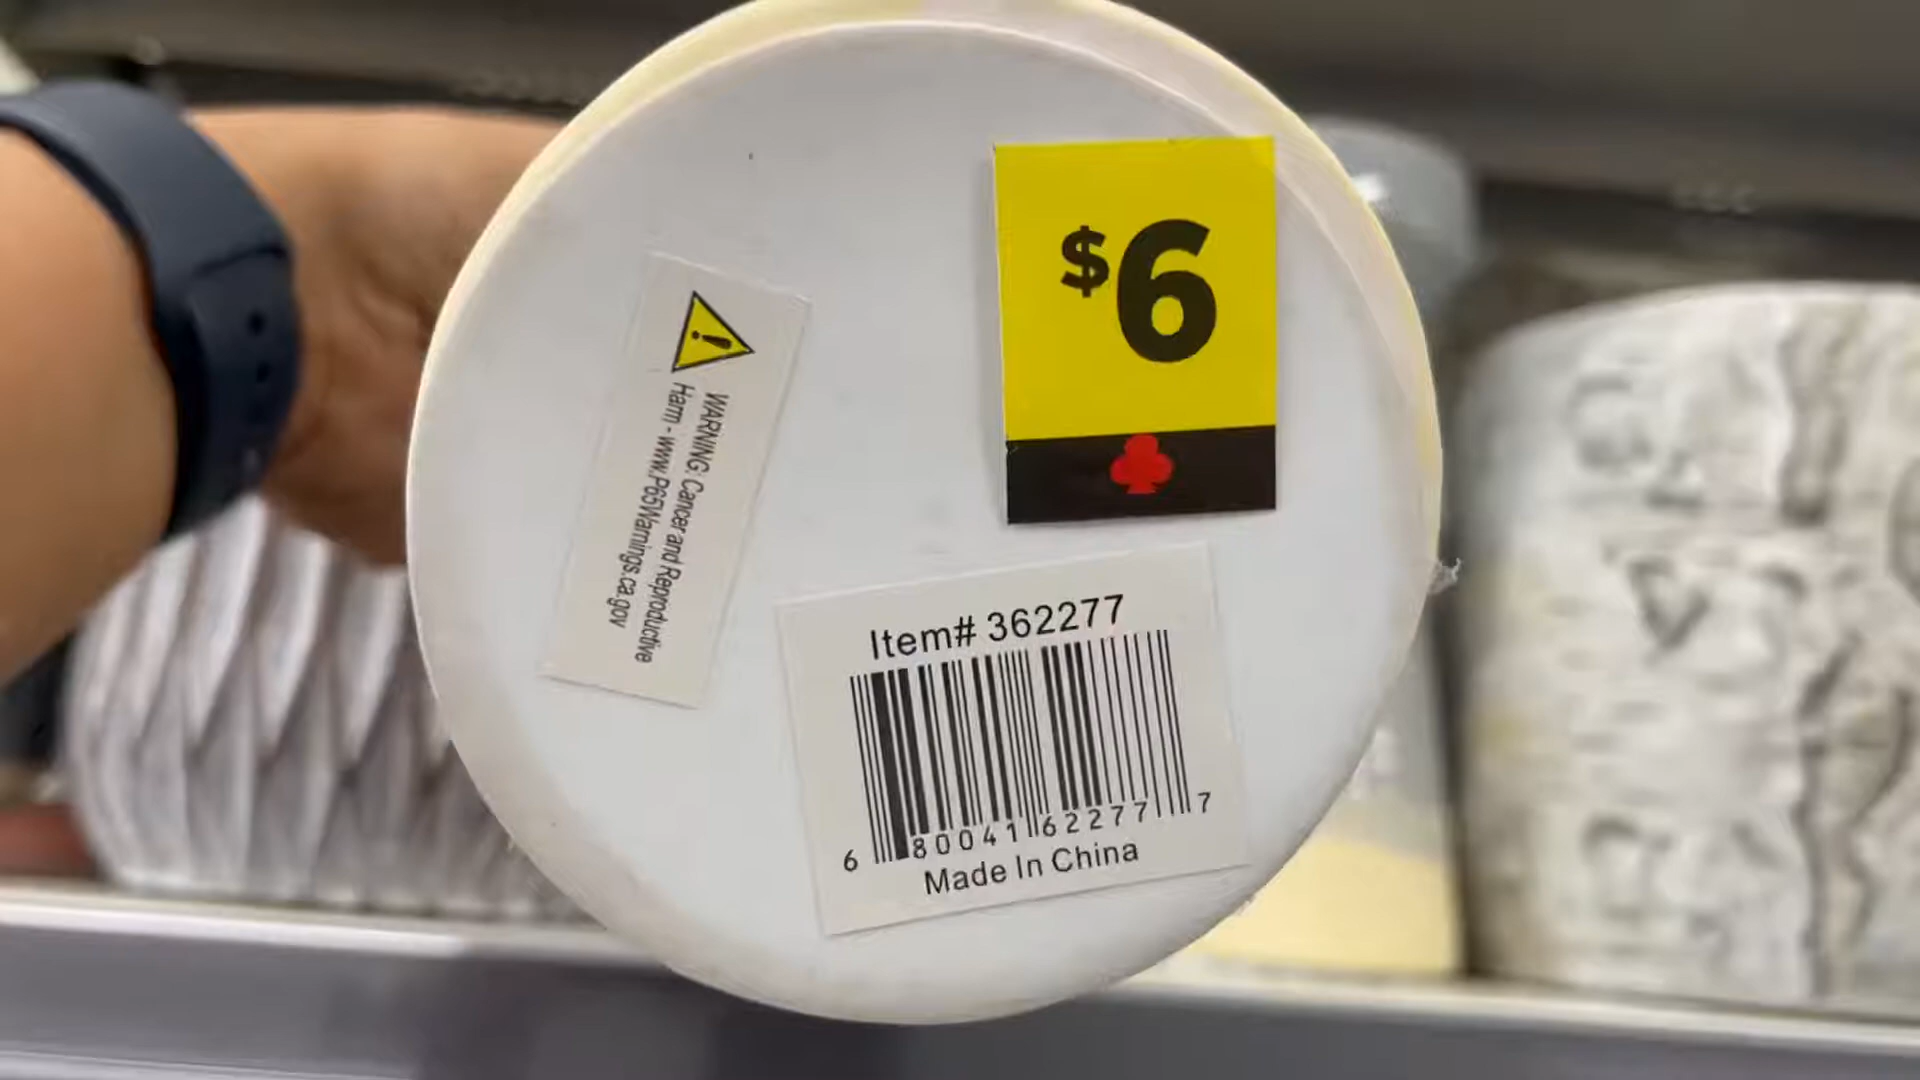 $6
WARNING: Cancer and Reproductive
Harm - www.P65Warnings.ca.gov
Item# 362277
6 80041 62277 7
Made In China